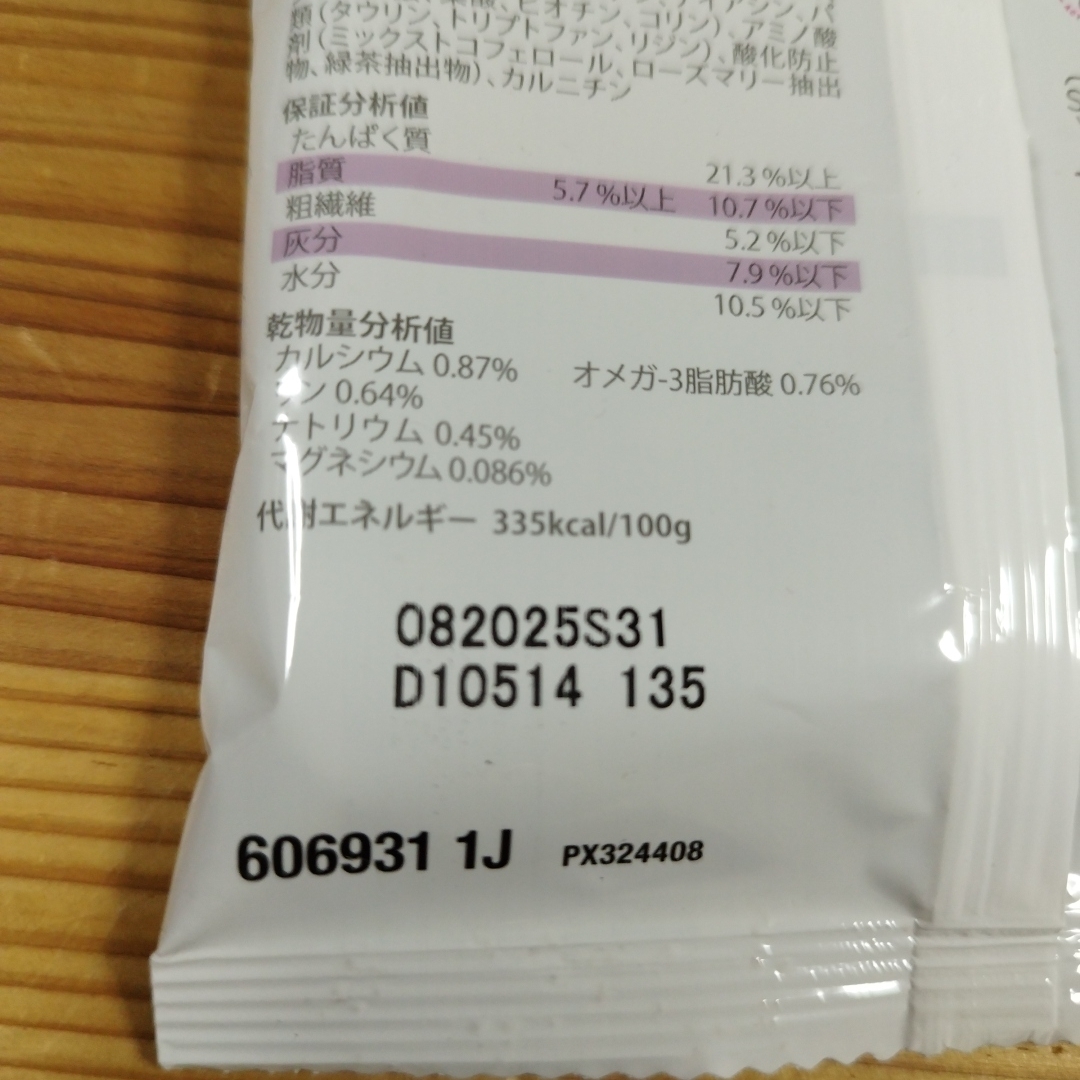 類(タウリン、トリプトファン、リジン)、アミノ酸
剤(ミックストコフェロール、ローズマリー抽出
物、緑茶抽出物)、カルニチン
保証分析値
たんぱく質 21.3%以上
脂質 5.7%以上 10.7%以下
粗繊維 5.2%以下
灰分 7.9%以下
水分 10.5%以下
乾物量分析値
カルシウム 0.87% オメガ-3脂肪酸 0.76%
リン 0.64%
ナトリウム 0.45%
マグネシウム 0.086%
代謝エネルギー 335kcal/100g
082025S31
D10514 135
606931 1J PX324408